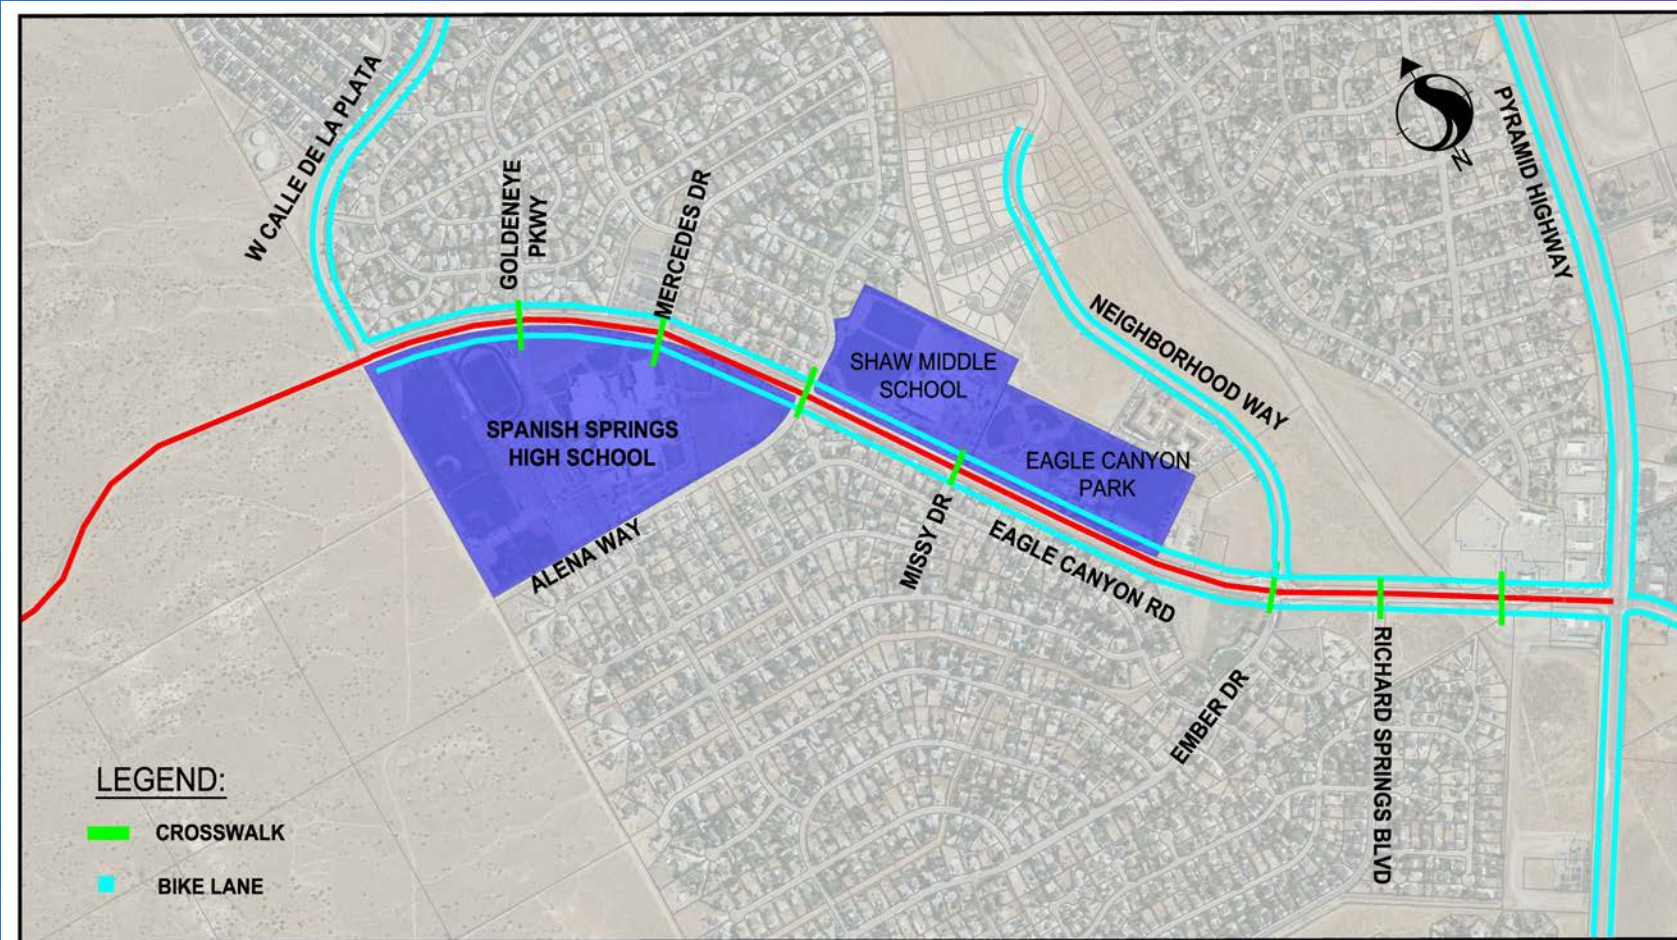 W CALLE DE LA PLATA
GOLDENEYE
PKWY
MERCEDES DR
PYRAMID HIGHWAY
N
SHAW MIDDLE
SCHOOL
NEIGHBORHOOD WAY
SPANISH SPRINGS
HIGH SCHOOL
EAGLE CANYON
PARK
ALENA WAY
MISSY DR
EAGLE CANYON RD
EMBER DR
RICHARD SPRINGS BLVD
LEGEND:
CROSSWALK
BIKE LANE